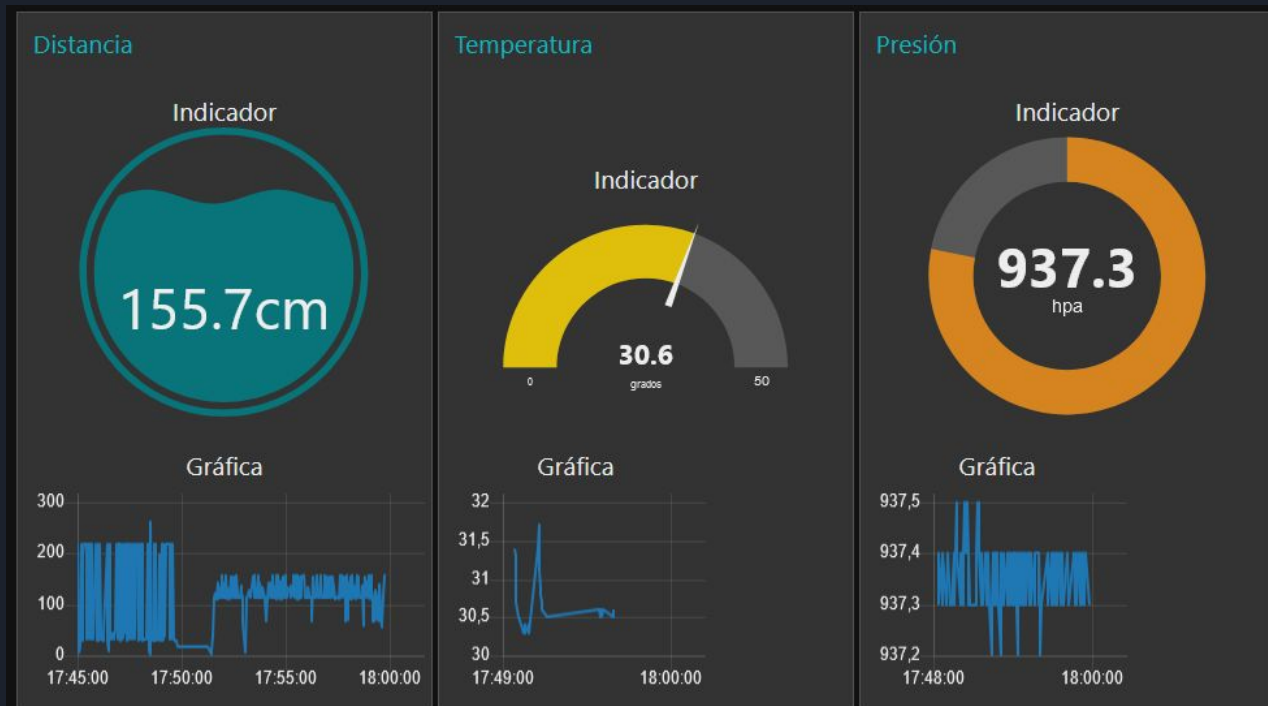 Distancia
Indicador
155.7cm
Gráfica
300
200
100
0
17:45:00 17:50:00 17:55:00 18:00:00
Temperatura
Indicador
30.6
grados
0 50
Gráfica
32
31,5
31
30,5
30
17:49:00 18:00:00
Presión
Indicador
937.3
hpa
Gráfica
937,5
937,4
937,3
937,2
17:48:00 18:00:00